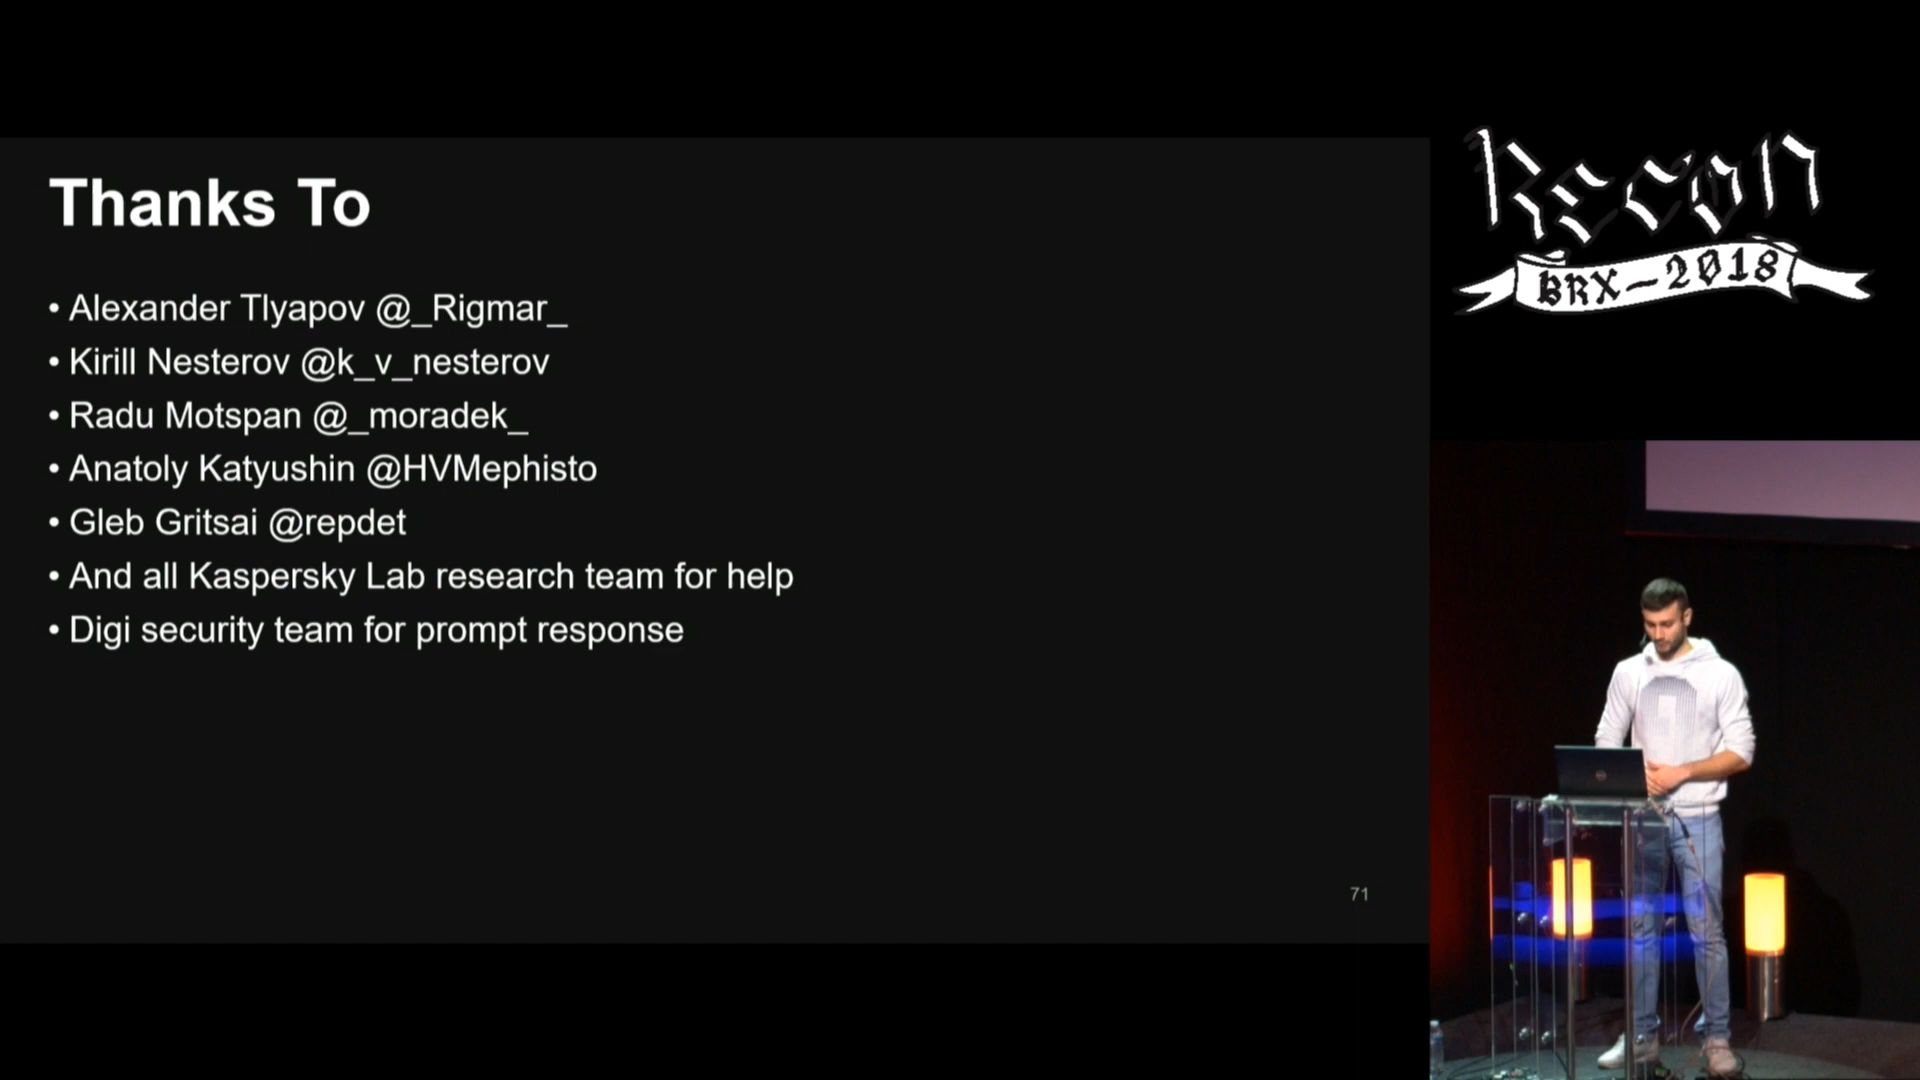 Thanks To
• Alexander Tlyapov @_Rigmar_
• Kirill Nesterov @k_v_nesterov
• Radu Motspan @_moradek_
• Anatoly Katyushin @HVMephisto
• Gleb Gritsai @repdet
• And all Kaspersky Lab research team for help
• Digi security team for prompt response
71
Recon
BRX-2018